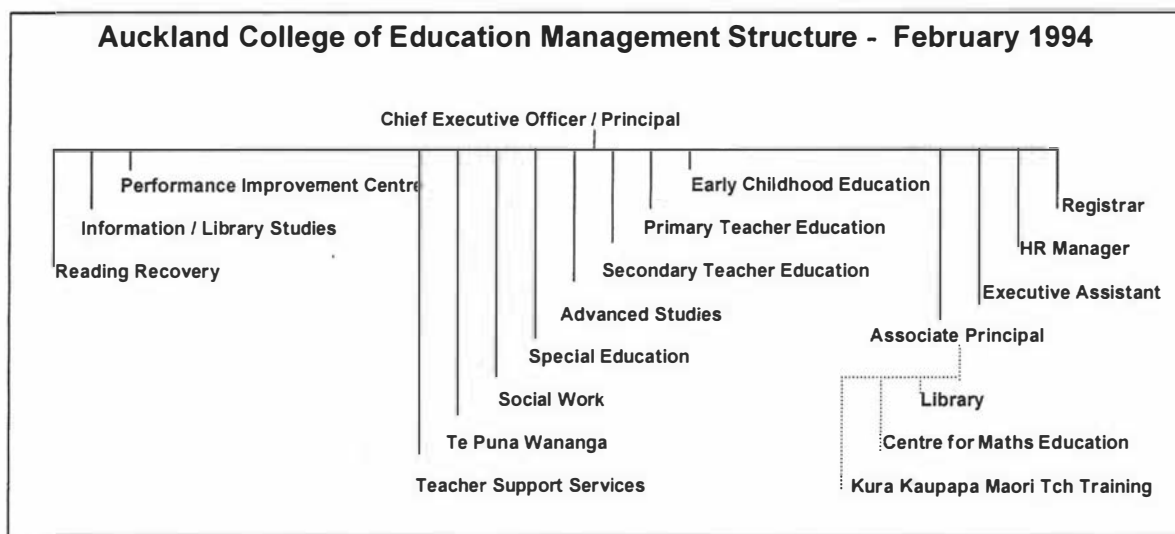 Auckland College of Education Management Structure - February 1994
Chief Executive Officer / Principal
Performance Improvement Centre
Early Childhood Education
Registrar
Information / Library Studies
Primary Teacher Education
HR Manager
Reading Recovery
Secondary Teacher Education
Executive Assistant
Advanced Studies
Associate Principal
Special Education
Social Work
Library
Te Puna Wananga
Centre for Maths Education
Teacher Support Services
Kura Kaupapa Maori Tch Training